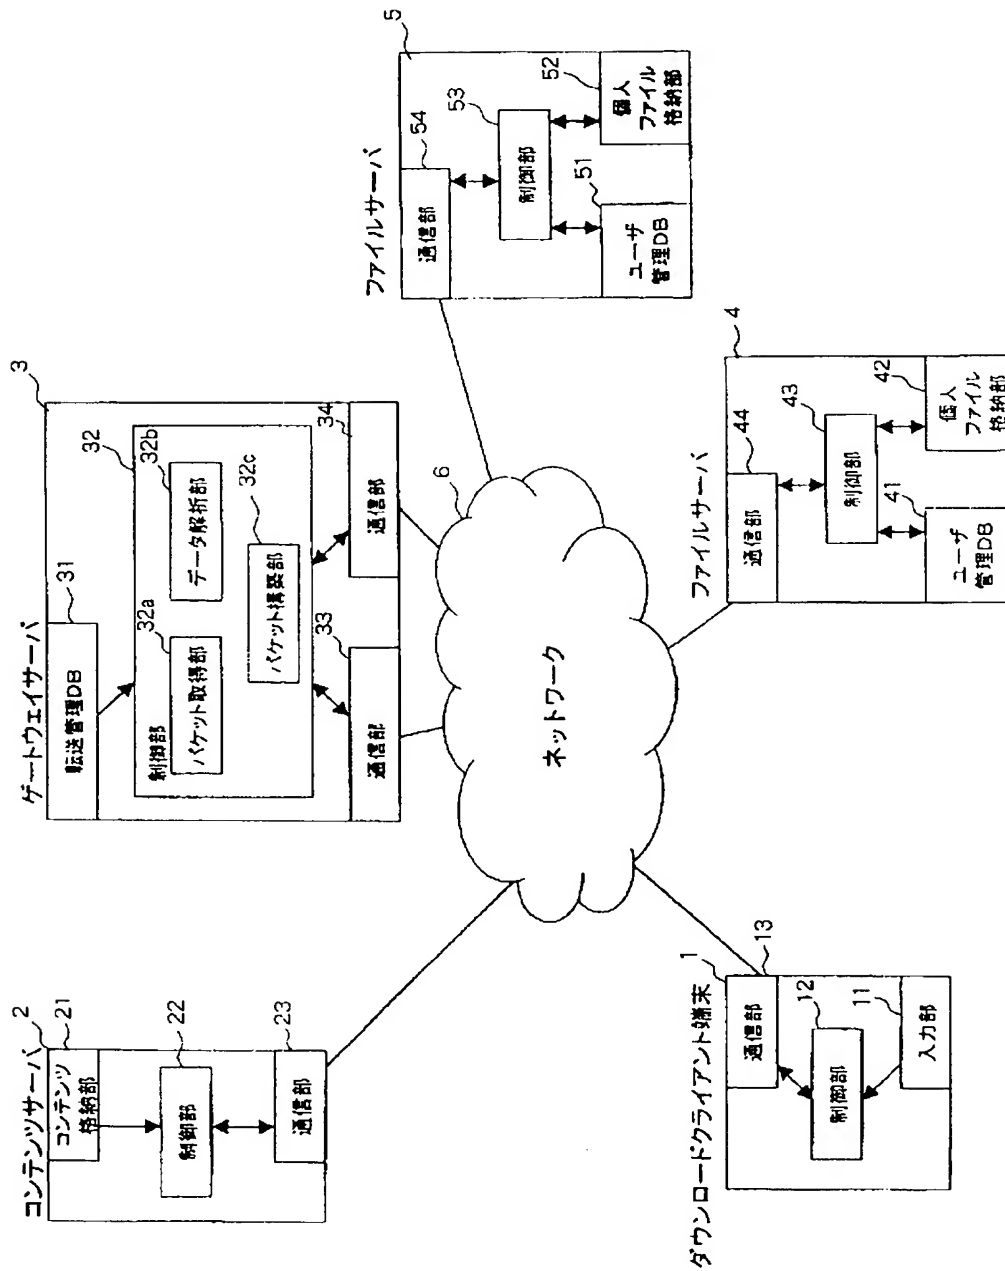 コンテンツサーバ
2
21
コンテンツ
格納部
22
制御部
23
通信部
ゲートウェイサーバ
3
31
転送管理DB
32
制御部
32a
パケット取得部
32b
データ解析部
32c
パケット構築部
33
通信部
34
通信部
6
ネットワーク
ダウンロードクライアント端末
1
13
通信部
12
制御部
11
入力部
ファイルサーバ
4
44
通信部
43
制御部
41
ユーザ
管理DB
42
個人
ファイル
格納部
ファイルサーバ
5
54
通信部
53
制御部
51
ユーザ
管理DB
52
個人
ファイル
格納部